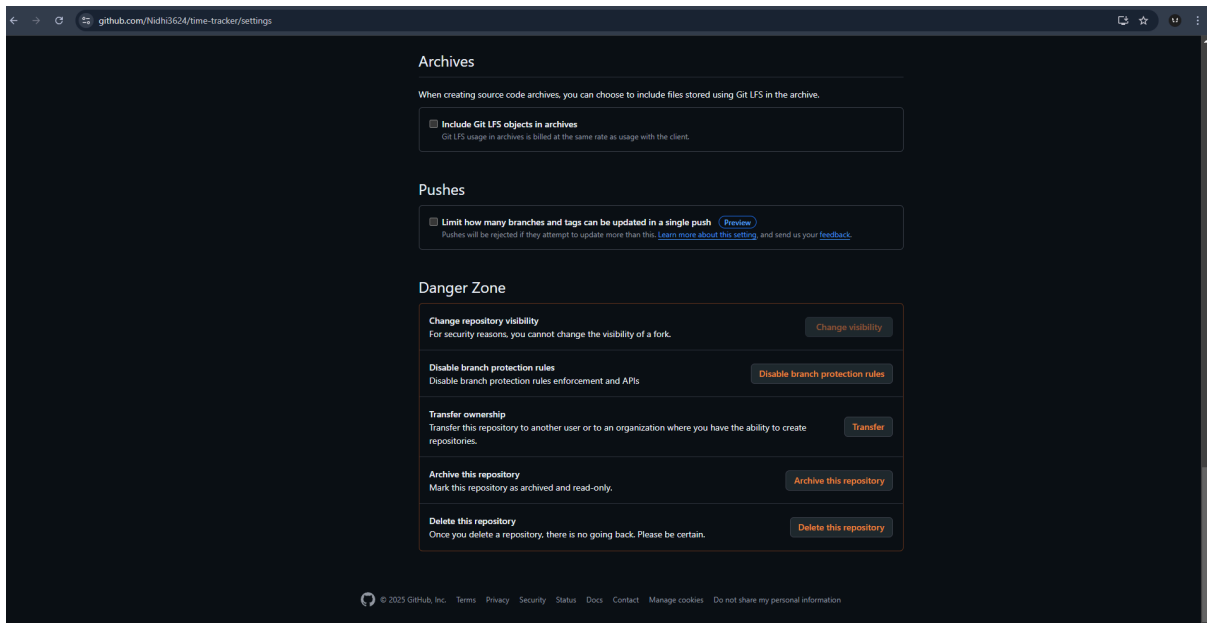 github.com/Nidhi3624/time-tracker/settings
Archives
When creating source code archives, you can choose to include files stored using Git LFS in the archive.
Include Git LFS objects in archives
Git LFS usage in archives is billed at the same rate as usage with the client.
Pushes
Limit how many branches and tags can be updated in a single push Preview
Pushes will be rejected if they attempt to update more than this. Learn more about this setting, and send us your feedback.
Danger Zone
Change repository visibility
For security reasons, you cannot change the visibility of a fork.
Change visibility
Disable branch protection rules
Disable branch protection rules enforcement and APIs
Disable branch protection rules
Transfer ownership
Transfer this repository to another user or to an organization where you have the ability to create
repositories.
Transfer
Archive this repository
Mark this repository as archived and read-only.
Archive this repository
Delete this repository
Once you delete a repository, there is no going back. Please be certain.
Delete this repository
© 2025 GitHub, Inc. Terms Privacy Security Status Docs Contact Manage cookies Do not share my personal information